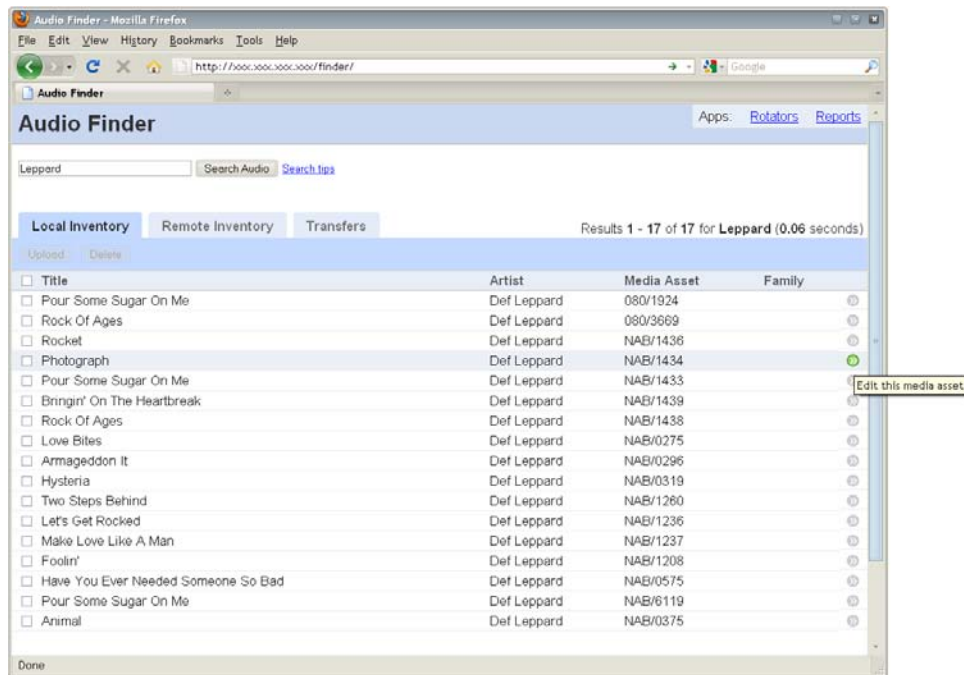 Audio Finder - Mozilla Firefox
File Edit View History Bookmarks Tools Help
http://xxx.xxx.xxx.xxx/finder/ Google
Audio Finder
Audio Finder Apps: Rotators Reports
Leppard Search Audio Search tips
Local Inventory Remote Inventory Transfers Results 1 - 17 of 17 for Leppard (0.06 seconds)
Upload Delete
Title Artist Media Asset Family
Pour Some Sugar On Me Def Leppard 080/1924
Rock Of Ages Def Leppard 080/3669
Rocket Def Leppard NAB/1436
Photograph Def Leppard NAB/1434
Pour Some Sugar On Me Def Leppard NAB/1433
Edit this media asset
Bringin' On The Heartbreak Def Leppard NAB/1439
Rock Of Ages Def Leppard NAB/1438
Love Bites Def Leppard NAB/0275
Armageddon It Def Leppard NAB/0296
Hysteria Def Leppard NAB/0319
Two Steps Behind Def Leppard NAB/1260
Let's Get Rocked Def Leppard NAB/1236
Make Love Like A Man Def Leppard NAB/1237
Foolin' Def Leppard NAB/1208
Have You Ever Needed Someone So Bad Def Leppard NAB/0575
Pour Some Sugar On Me Def Leppard NAB/6119
Animal Def Leppard NAB/0375
Done